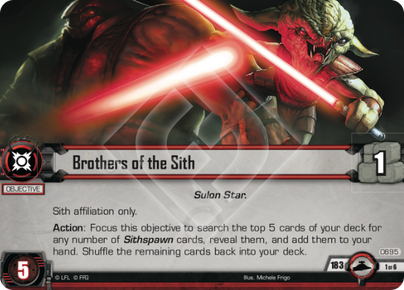 Brothers of the Sith
1
OBJECTIVE
Sulon Star.
Sith affiliation only.
Action: Focus this objective to search the top 5 cards of your deck for
any number of Sithspawn cards, reveal them, and add them to your
hand. Shuffle the remaining cards back into your deck.
0895
5
© LFL © FFG
Illus. Michele Frigo
183
1 of 6